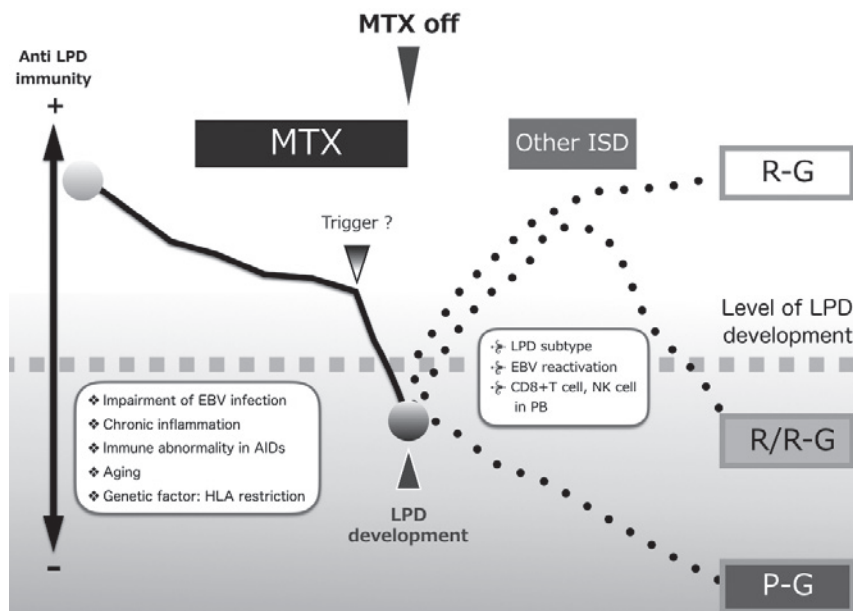 MTX off
Anti LPD
immunity
+
MTX
Other ISD
R-G
Trigger ?
Level of LPD
development
❖ Impairment of EBV infection
❖ Chronic inflammation
❖ Immune abnormality in AIDs
❖ Aging
❖ Genetic factor: HLA restriction
LPD subtype
EBV reactivation
CD8+T cell, NK cell
in PB
R/R-G
LPD
development
-
P-G